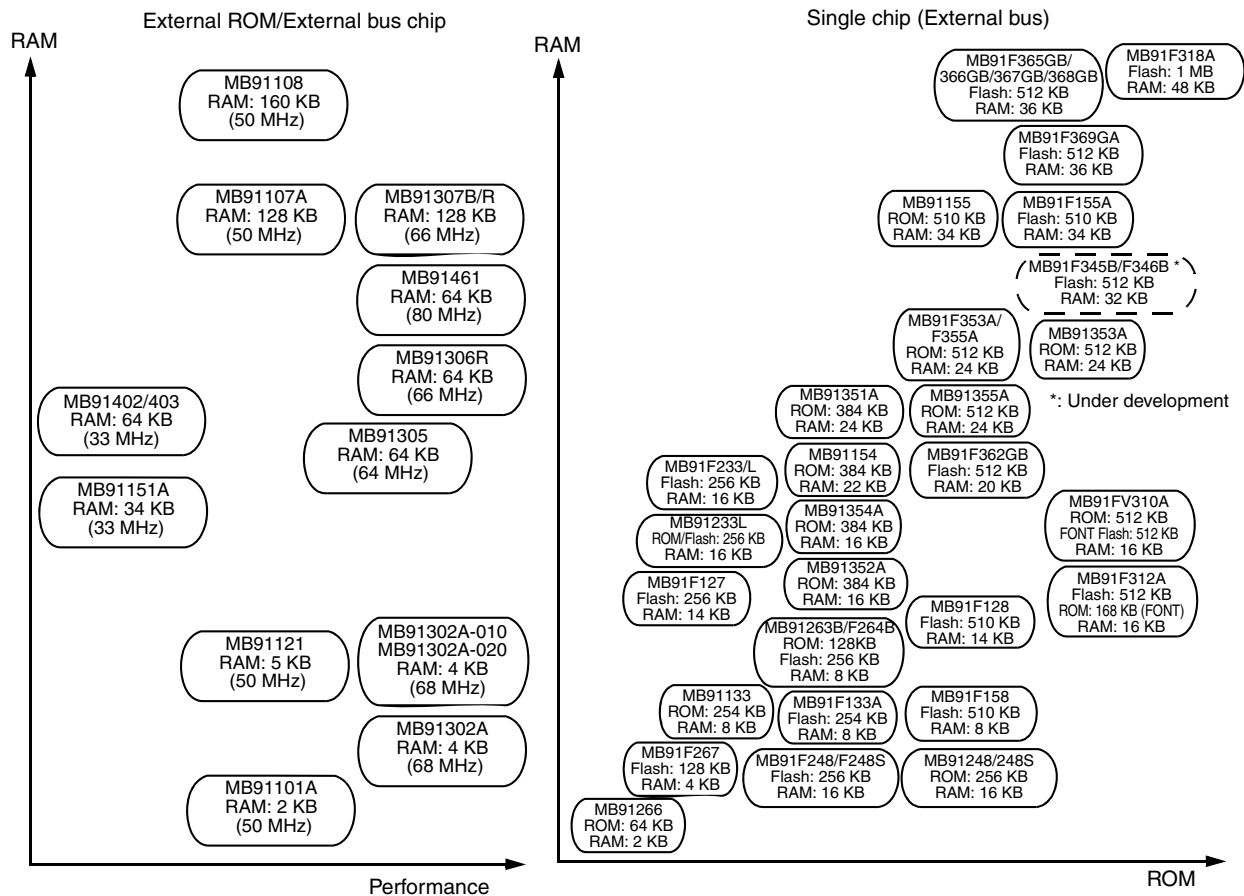 External ROM/External bus chip
RAM
MB91108
RAM: 160 KB
(50 MHz)
MB91107A
RAM: 128 KB
(50 MHz)
MB91307B/R
RAM: 128 KB
(66 MHz)
MB91461
RAM: 64 KB
(80 MHz)
MB91306R
RAM: 64 KB
(66 MHz)
MB91402/403
RAM: 64 KB
(33 MHz)
MB91305
RAM: 64 KB
(64 MHz)
MB91151A
RAM: 34 KB
(33 MHz)
MB91121
RAM: 5 KB
(50 MHz)
MB91302A-010
MB91302A-020
RAM: 4 KB
(68 MHz)
MB91302A
RAM: 4 KB
(68 MHz)
MB91101A
RAM: 2 KB
(50 MHz)
Performance
Single chip (External bus)
RAM
MB91F365GB/
366GB/367GB/368GB
Flash: 512 KB
RAM: 36 KB
MB91F318A
Flash: 1 MB
RAM: 48 KB
MB91F369GA
Flash: 512 KB
RAM: 36 KB
MB91155
ROM: 510 KB
RAM: 34 KB
MB91F155A
Flash: 510 KB
RAM: 34 KB
MB91F345B/F346B *
Flash: 512 KB
RAM: 32 KB
MB91F353A/
F355A
ROM: 512 KB
RAM: 24 KB
MB91353A
ROM: 512 KB
RAM: 24 KB
*: Under development
MB91351A
ROM: 384 KB
RAM: 24 KB
MB91355A
ROM: 512 KB
RAM: 24 KB
MB91F233/L
Flash: 256 KB
RAM: 16 KB
MB91154
ROM: 384 KB
RAM: 22 KB
MB91F362GB
Flash: 512 KB
RAM: 20 KB
MB91233L
ROM/Flash: 256 KB
RAM: 16 KB
MB91354A
ROM: 384 KB
RAM: 16 KB
MB91FV310A
ROM: 512 KB
FONT Flash: 512 KB
RAM: 16 KB
MB91F127
Flash: 256 KB
RAM: 14 KB
MB91352A
ROM: 384 KB
RAM: 16 KB
MB91F128
Flash: 510 KB
RAM: 14 KB
MB91F312A
Flash: 512 KB
ROM: 168 KB (FONT)
RAM: 16 KB
MB91263B/F264B
ROM: 128KB
Flash: 256 KB
RAM: 8 KB
MB91133
ROM: 254 KB
RAM: 8 KB
MB91F133A
Flash: 254 KB
RAM: 8 KB
MB91F158
Flash: 510 KB
RAM: 8 KB
MB91F267
Flash: 128 KB
RAM: 4 KB
MB91F248/F248S
Flash: 256 KB
RAM: 16 KB
MB91248/248S
ROM: 256 KB
RAM: 16 KB
MB91266
ROM: 64 KB
RAM: 2 KB
ROM